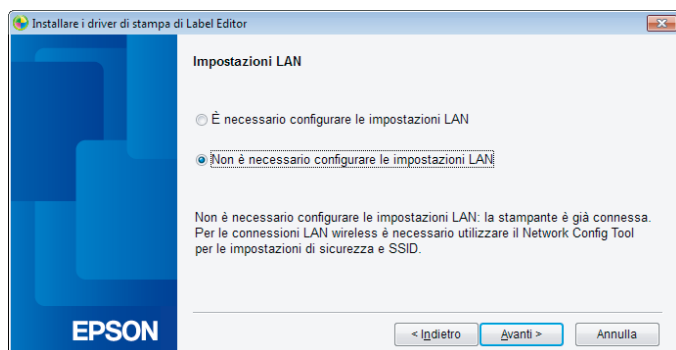 Installare i driver di stampa di Label Editor
Impostazioni LAN
È necessario configurare le impostazioni LAN
Non è necessario configurare le impostazioni LAN
Non è necessario configurare le impostazioni LAN: la stampante è già connessa.
Per le connessioni LAN wireless è necessario utilizzare il Network Config Tool
per le impostazioni di sicurezza e SSID.
EPSON
< Indietro
Avanti >
Annulla